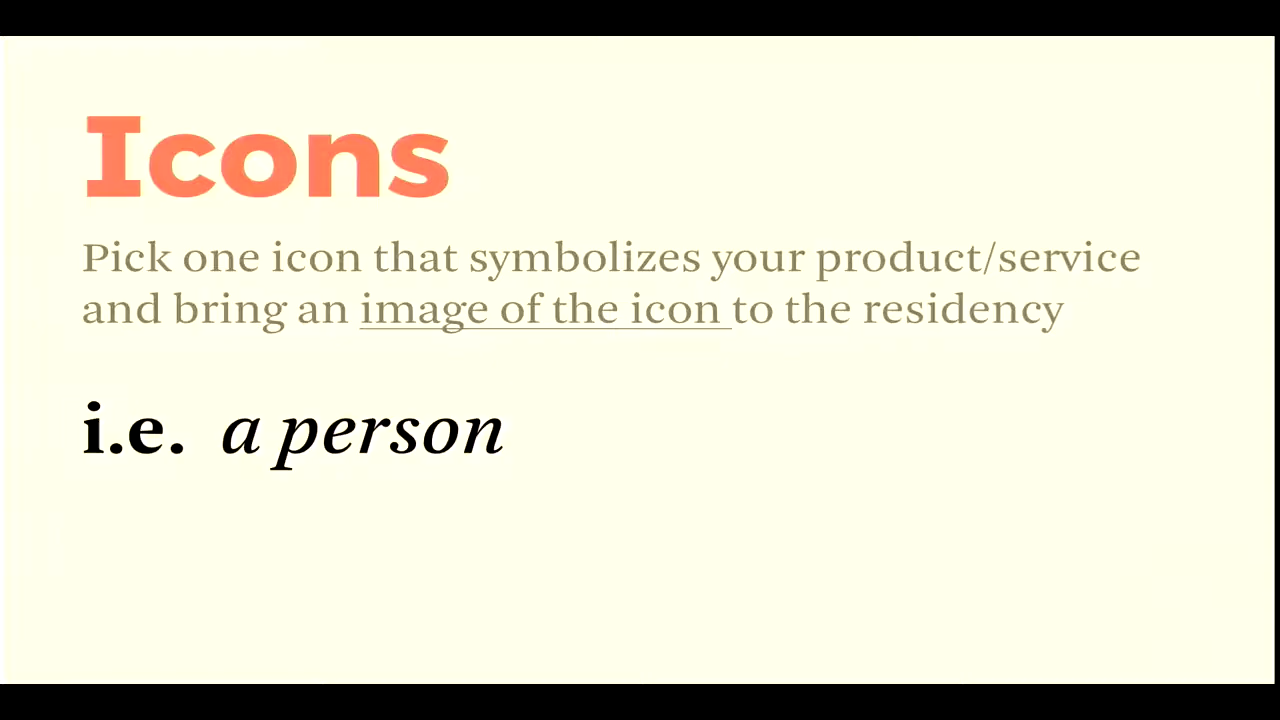 Icons
Pick one icon that symbolizes your product/service
and bring an image of the icon to the residency
i.e. a person